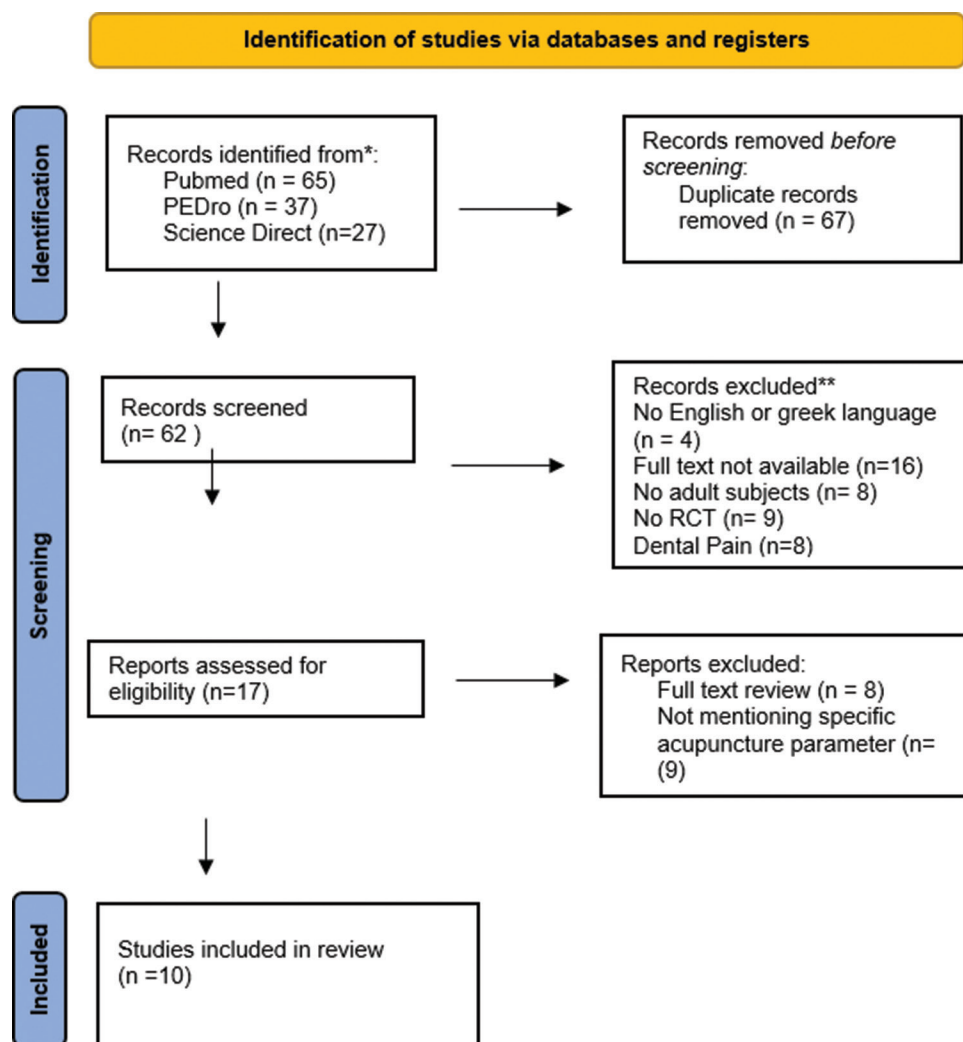 Identification of studies via databases and registers
Identification
Records identified from*:
Pubmed (n = 65)
PEDro (n = 37)
Science Direct (n=27)
Records removed before
screening:
Duplicate records
removed (n = 67)
Screening
Records screened
(n= 62 )
Records excluded**
No English or greek language
(n = 4)
Full text not available (n=16)
No adult subjects (n= 8)
No RCT (n= 9)
Dental Pain (n=8)
Reports assessed for
eligibility (n=17)
Reports excluded:
Full text review (n = 8)
Not mentioning specific
acupuncture parameter (n=
(9)
Included
Studies included in review
(n =10)